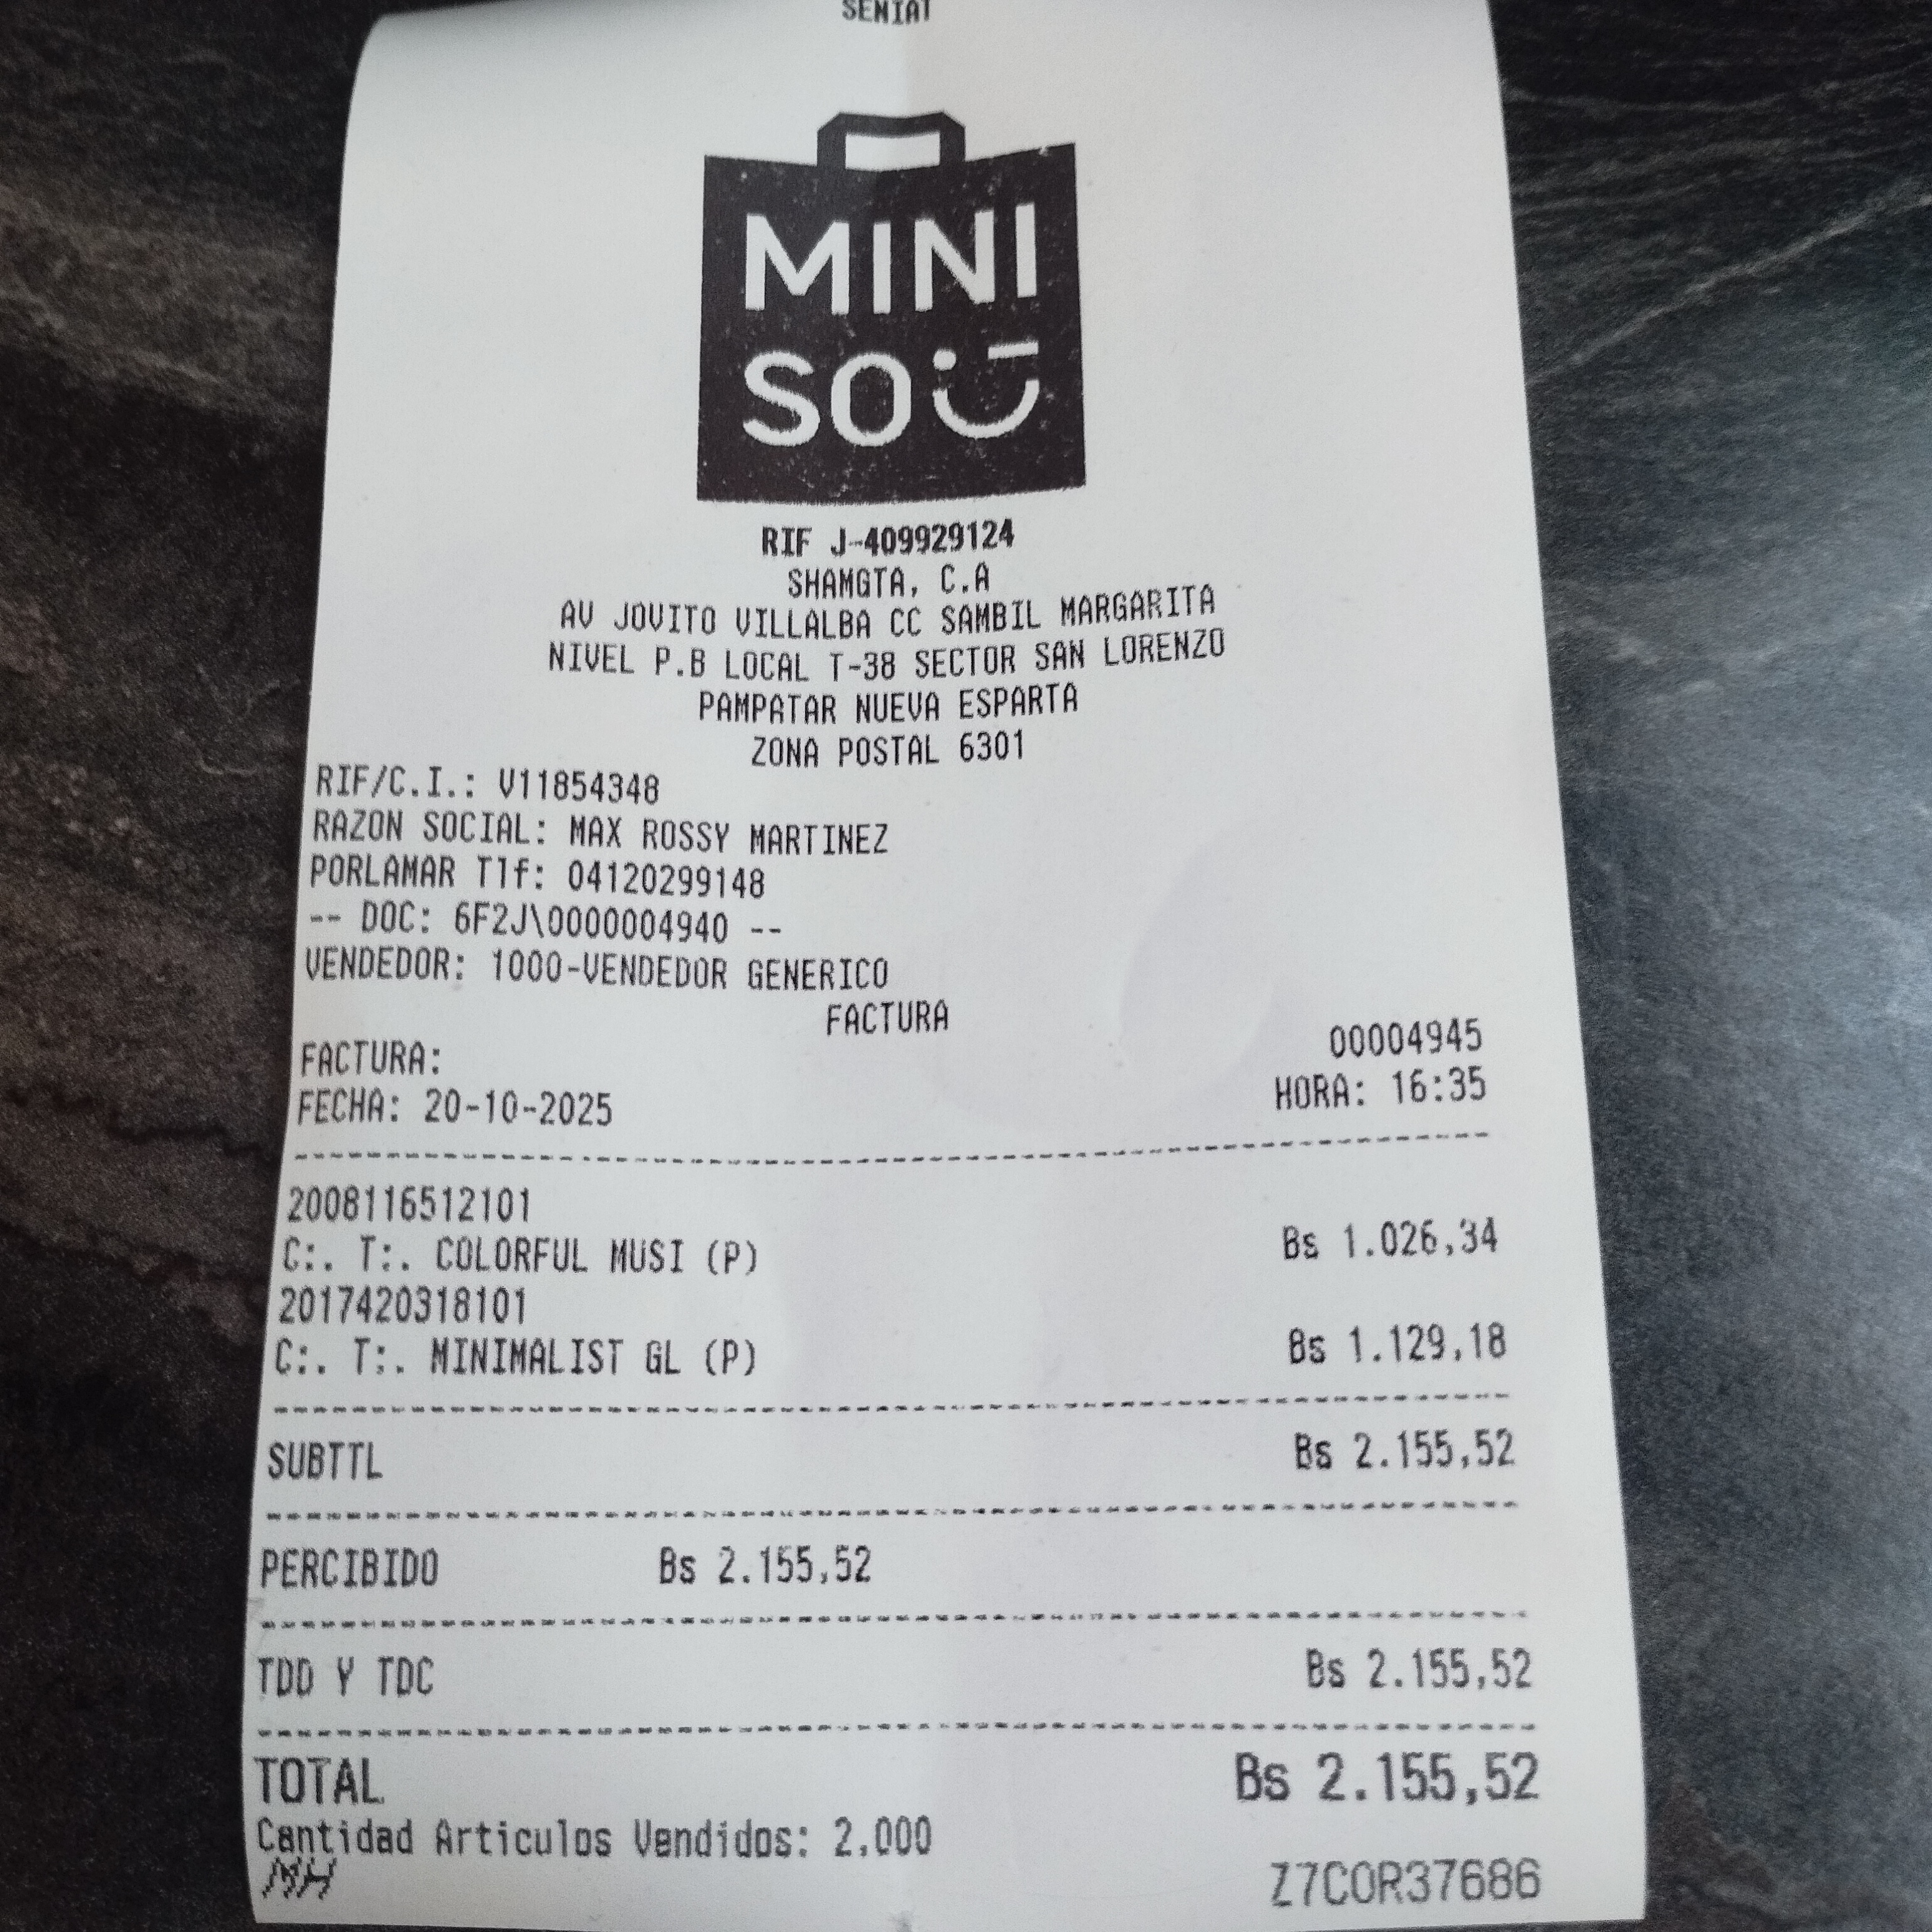 SENIAT
MINI
SO
RIF J-409929124
SHAMGTA, C.A
AV JOVITO VILLALBA CC SAMBIL MARGARITA
NIVEL P.B LOCAL T-38 SECTOR SAN LORENZO
PAMPATAR NUEVA ESPARTA
ZONA POSTAL 6301
RIF/C.I.: V11854348
RAZON SOCIAL: MAX ROSSY MARTINEZ
PORLAMAR Tlf: 04120299148
-- DOC: 6F2J\0000004940 --
VENDEDOR: 1000-VENDEDOR GENERICO
FACTURA
FACTURA: 00004945
FECHA: 20-10-2025 HORA: 16:35
2008116512101
C:. T:. COLORFUL MUSI (P) Bs 1.026,34
2017420318101
C:. T:. MINIMALIST GL (P) Bs 1.129,18
SUBTTL Bs 2.155,52
PERCIBIDO Bs 2.155,52
TDD Y TDC Bs 2.155,52
TOTAL Bs 2.155,52
Cantidad Articulos Vendidos: 2,000
MH Z7C0R37686